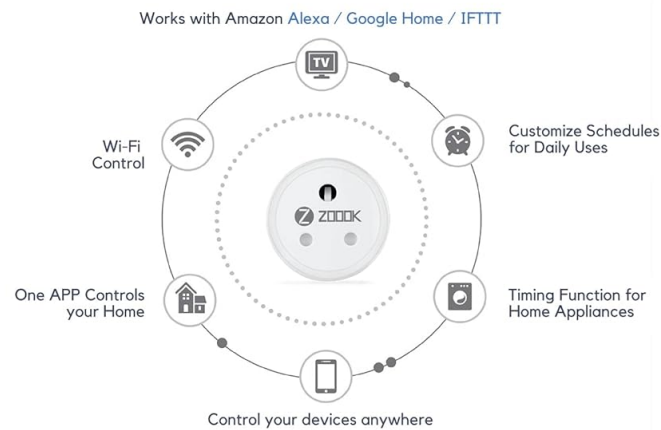 Works with Amazon Alexa / Google Home / IFTTT
TV
Wi-Fi
Control
Customize Schedules
for Daily Uses
Z ZOOOK
One APP Controls
your Home
Timing Function for
Home Appliances
Control your devices anywhere